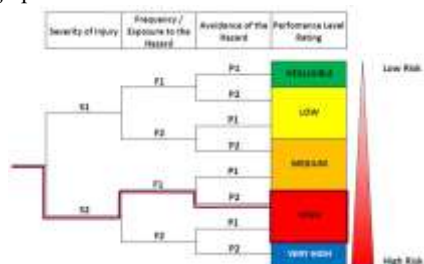 Severity of Injury
Frequency / Exposure to the Hazard
Avoidance of the Hazard
Performance Level Rating
Low Risk
P1
NEGLIGIBLE
F1
P2
S1
LOW
P1
F2
P2
MEDIUM
P1
F1
P2
HIGH
S2
P1
F2
P2
VERY HIGH
High Risk